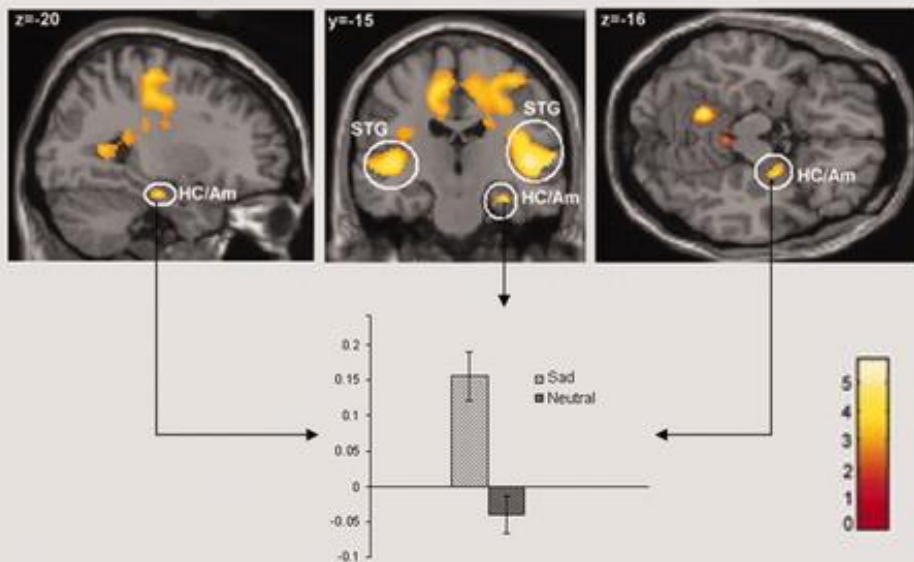 z=-20
HC/Am
y=-15
STG
STG
HC/Am
z=-16
HC/Am
0.2
0.15
0.1
0.05
0
-0.05
-0.1
Sad
Neutral
5
4
3
2
1
0